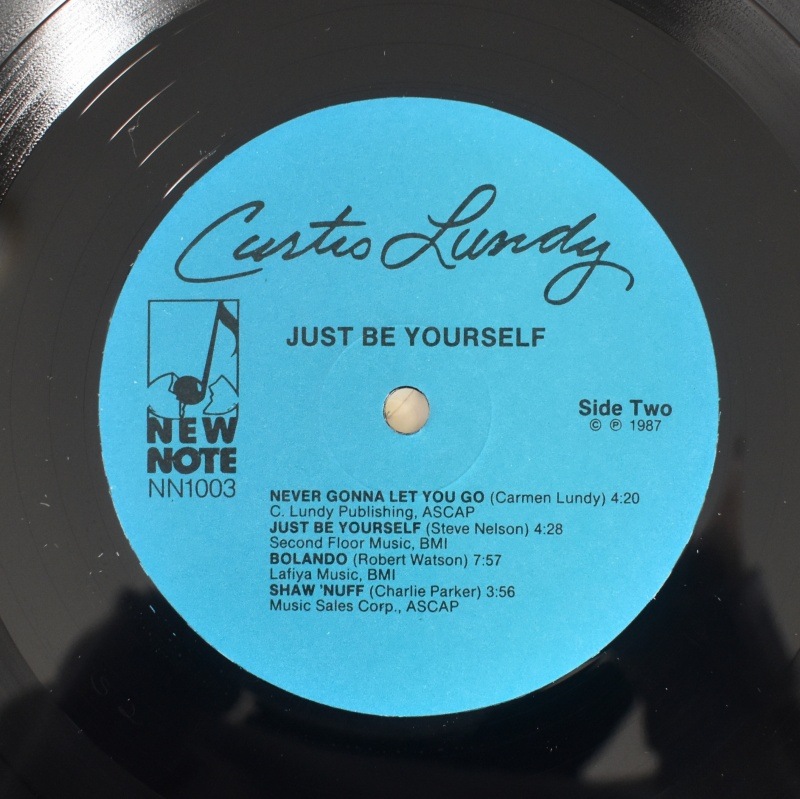 Curtis Lundy
JUST BE YOURSELF
Side Two
© ℗ 1987
NEW
NOTE
NN1003
NEVER GONNA LET YOU GO (Carmen Lundy) 4:20
C. Lundy Publishing, ASCAP
JUST BE YOURSELF (Steve Nelson) 4:28
Second Floor Music, BMI
BOLANDO (Robert Watson) 7:57
Lafiya Music, BMI
SHAW 'NUFF (Charlie Parker) 3:56
Music Sales Corp., ASCAP